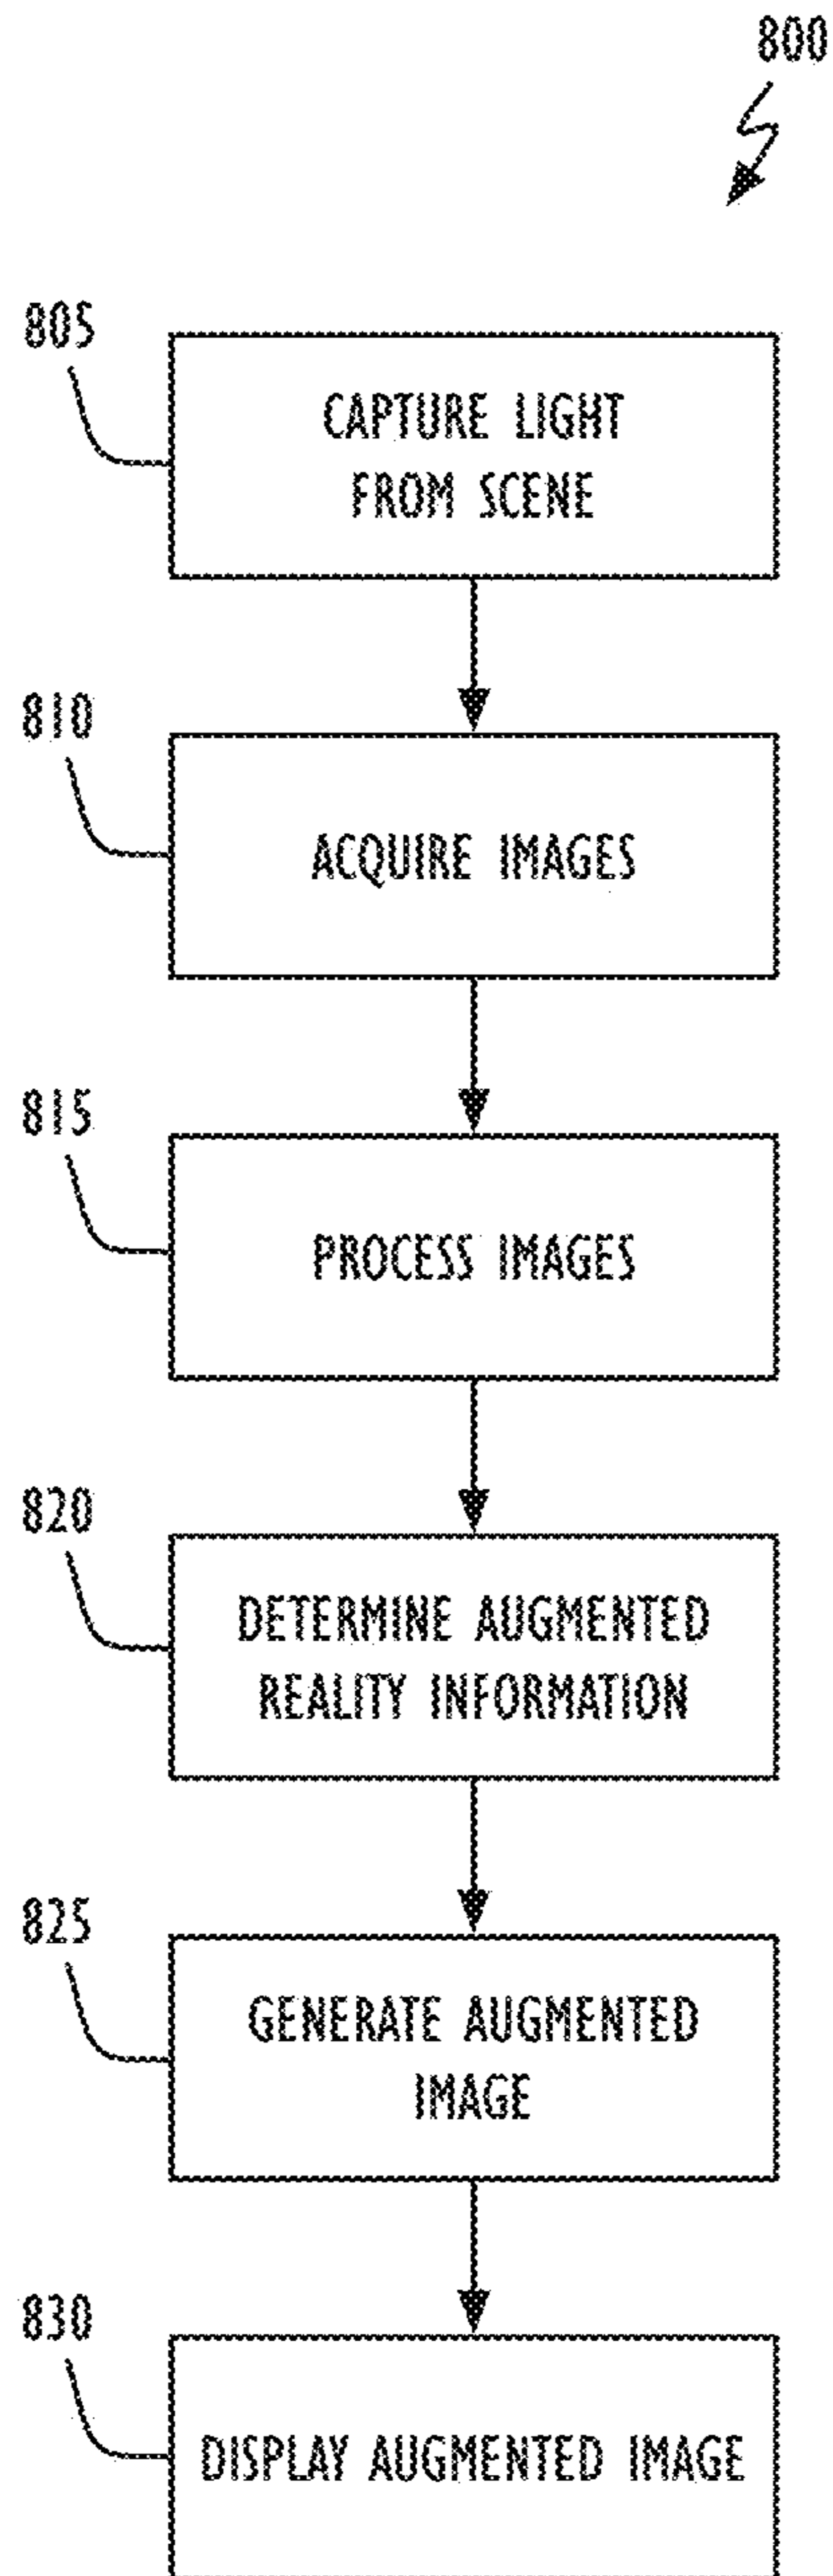 800
805
CAPTURE LIGHT
FROM SCENE
810
ACQUIRE IMAGES
815
PROCESS IMAGES
820
DETERMINE AUGMENTED
REALITY INFORMATION
825
GENERATE AUGMENTED
IMAGE
830
DISPLAY AUGMENTED IMAGE